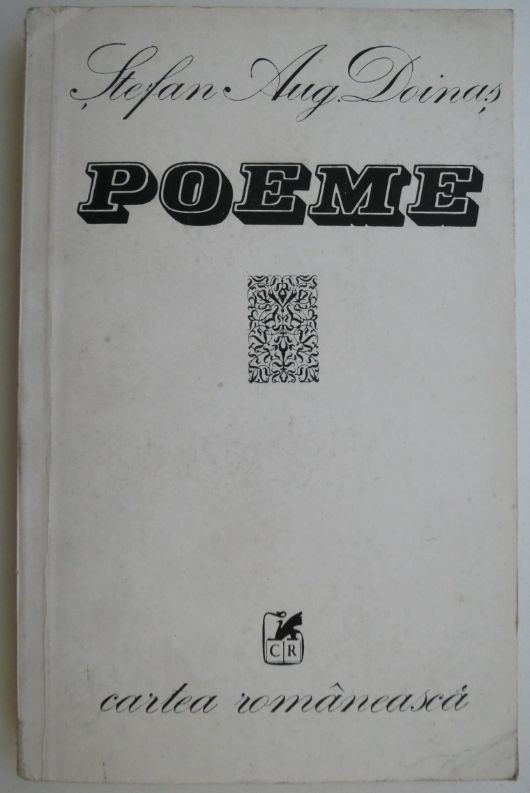 Ștefan Aug. Doinaș
POEME
CR
cartea românească